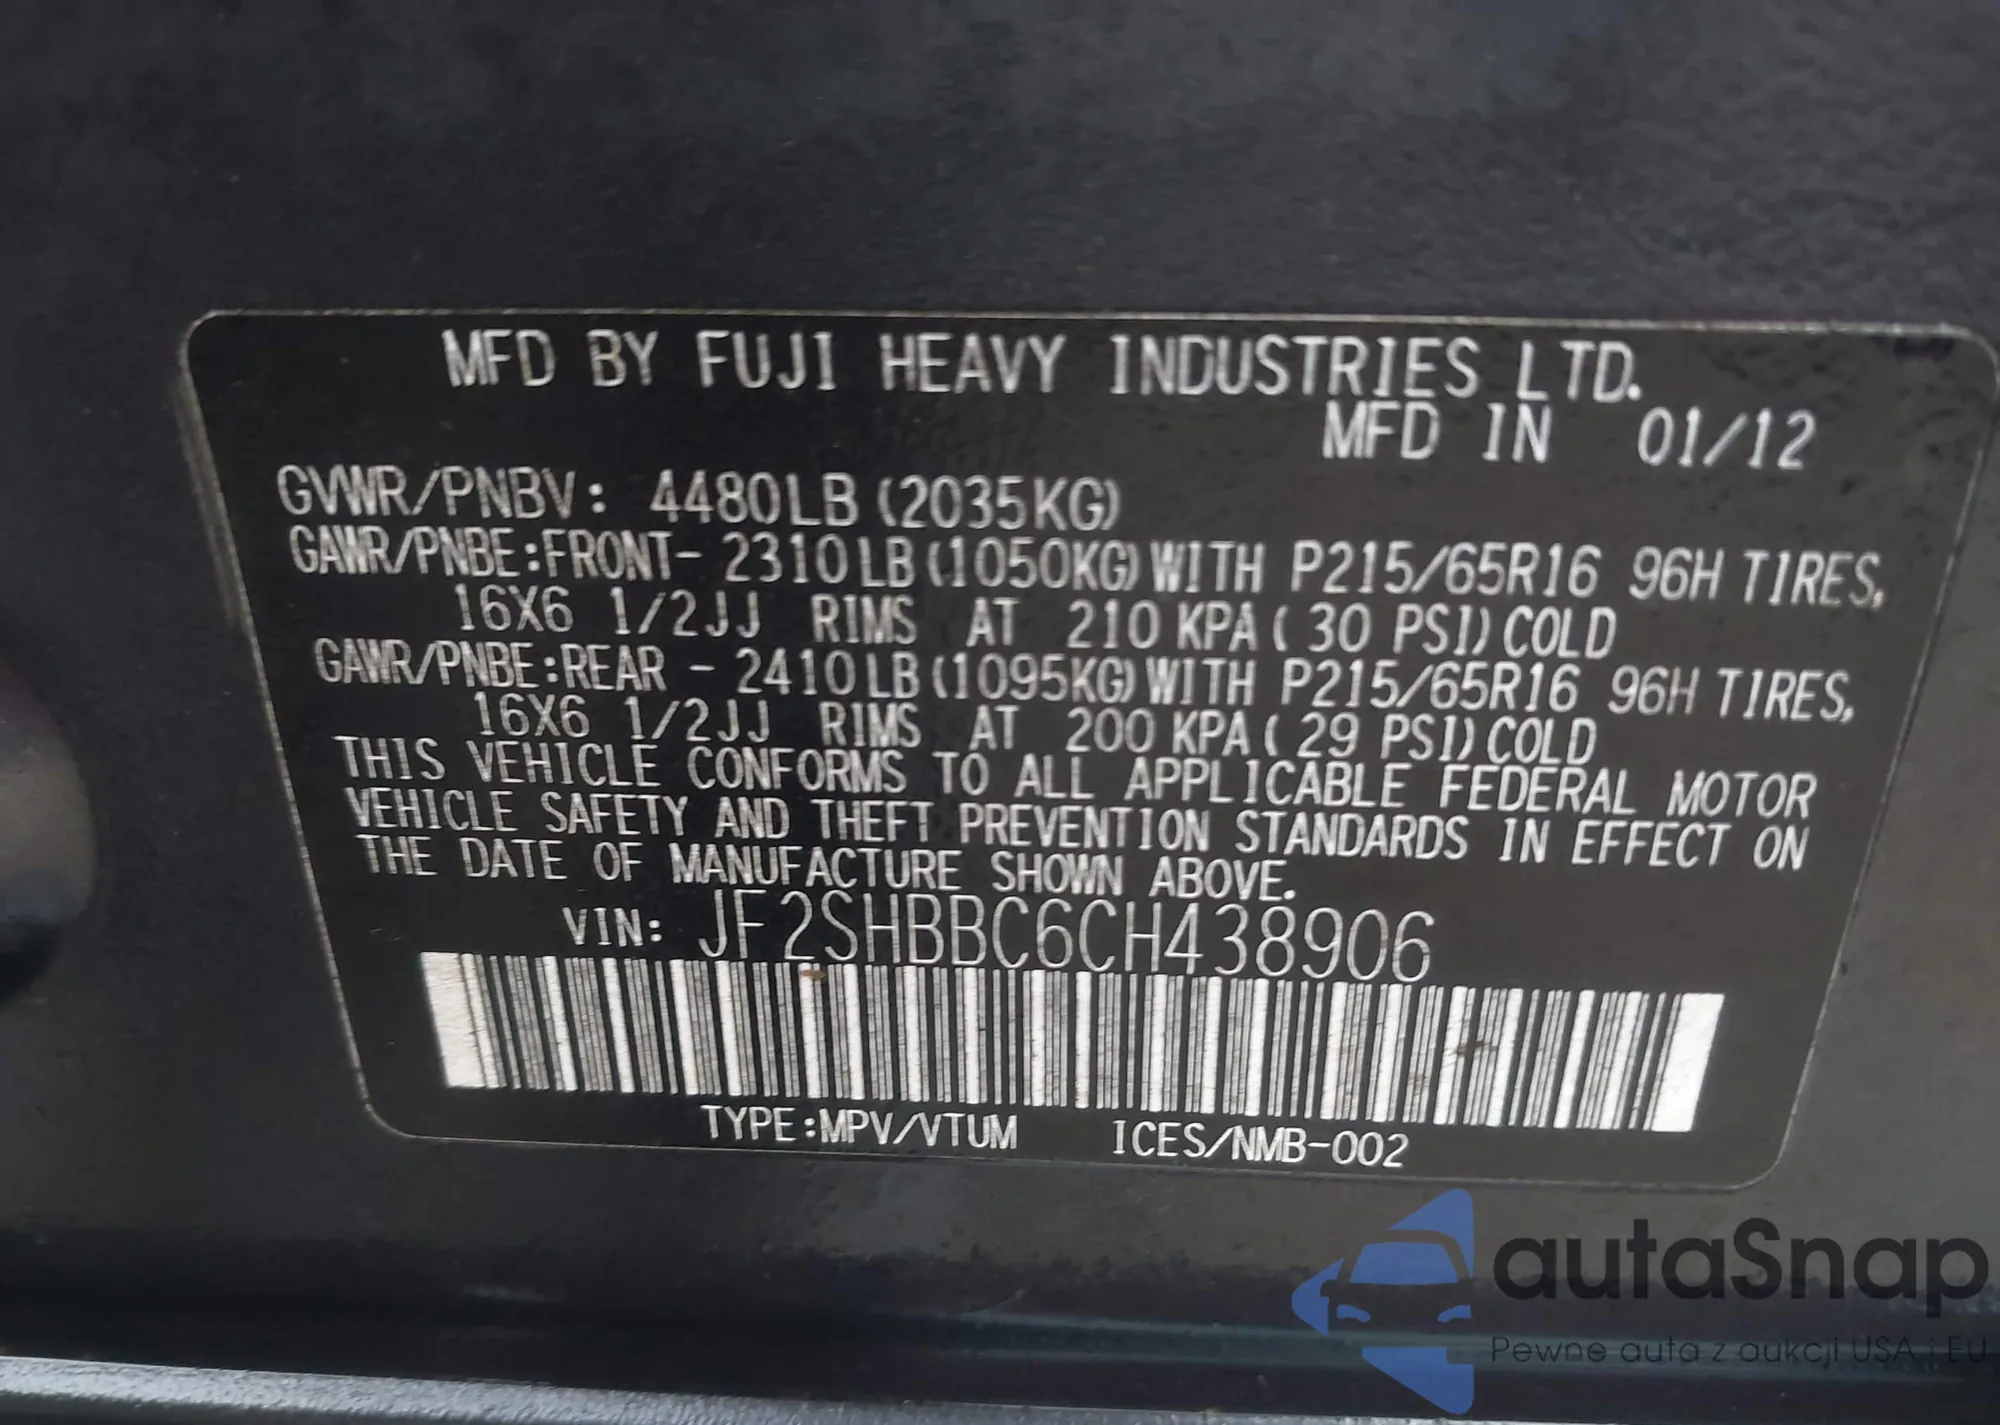 MFD BY FUJI HEAVY INDUSTRIES LTD.
MFD IN 01/12
GVWR/PNBV: 4480LB (2035KG)
GAWR/PNBE:FRONT- 2310LB(1050KG)WITH P215/65R16 96H TIRES,
16X6 1/2JJ RIMS AT 210 KPA( 30 PSI)COLD
GAWR/PNBE:REAR - 2410LB(1095KG)WITH P215/65R16 96H TIRES,
16X6 1/2JJ RIMS AT 200 KPA( 29 PSI)COLD
THIS VEHICLE CONFORMS TO ALL APPLICABLE FEDERAL MOTOR
VEHICLE SAFETY AND THEFT PREVENTION STANDARDS IN EFFECT ON
THE DATE OF MANUFACTURE SHOWN ABOVE.
VIN: JF2SHBBC6CH438906
TYPE:MPV/VTUM ICES/NMB-002
autaSnap
Pewne auta z aukcji USA i EU